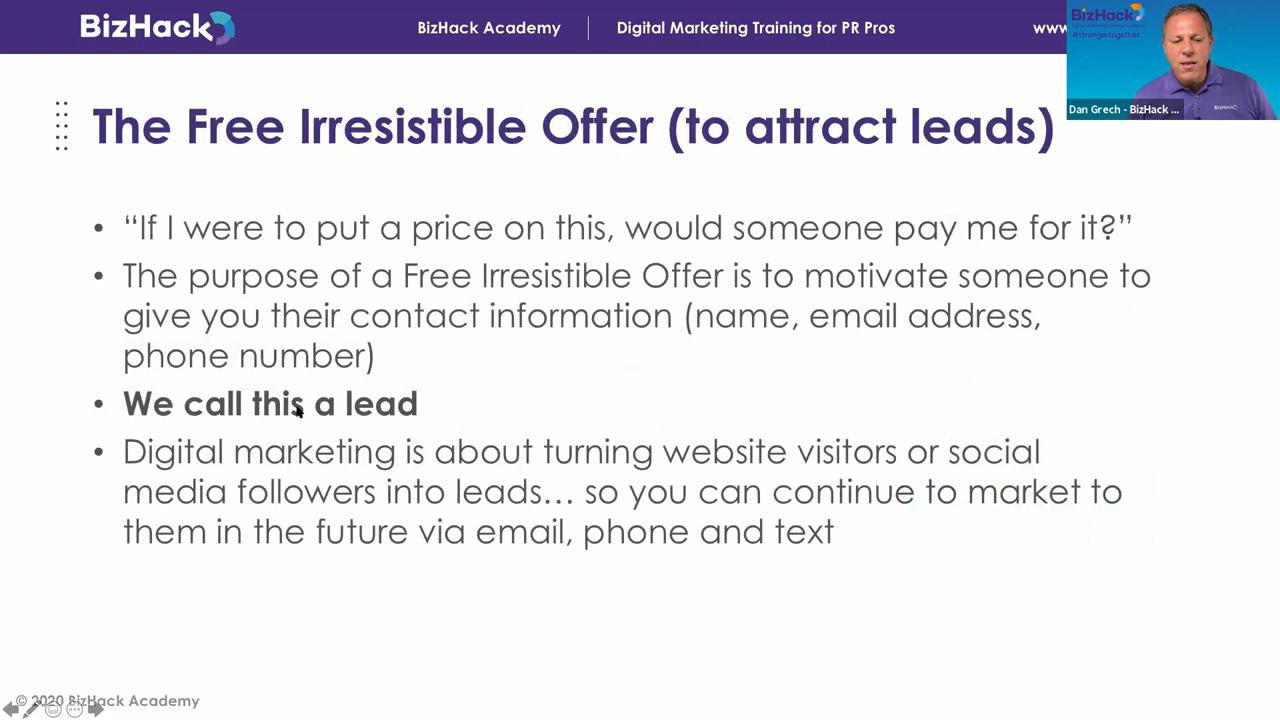 BizHack
BizHack Academy
Digital Marketing Training for PR Pros
www
BizHack
#strongertogether
Dan Grech - BizHack ...
The Free Irresistible Offer (to attract leads)
• “If I were to put a price on this, would someone pay me for it?”
• The purpose of a Free Irresistible Offer is to motivate someone to
give you their contact information (name, email address,
phone number)
• We call this a lead
• Digital marketing is about turning website visitors or social
media followers into leads… so you can continue to market to
them in the future via email, phone and text
© 2020 BizHack Academy